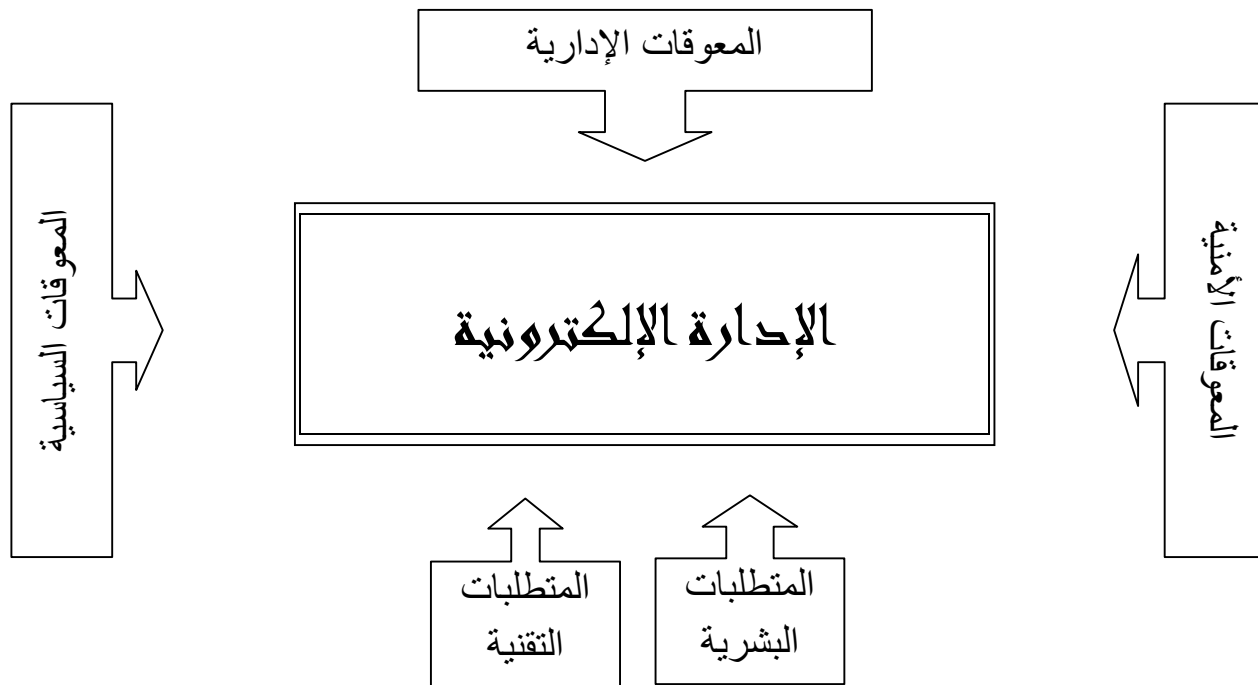 المعوقات الإدارية
المعوقات الأمنية
الإدارة الإلكترونية
المعوقات السياسية
المتطلبات
البشرية
المتطلبات
التقنية